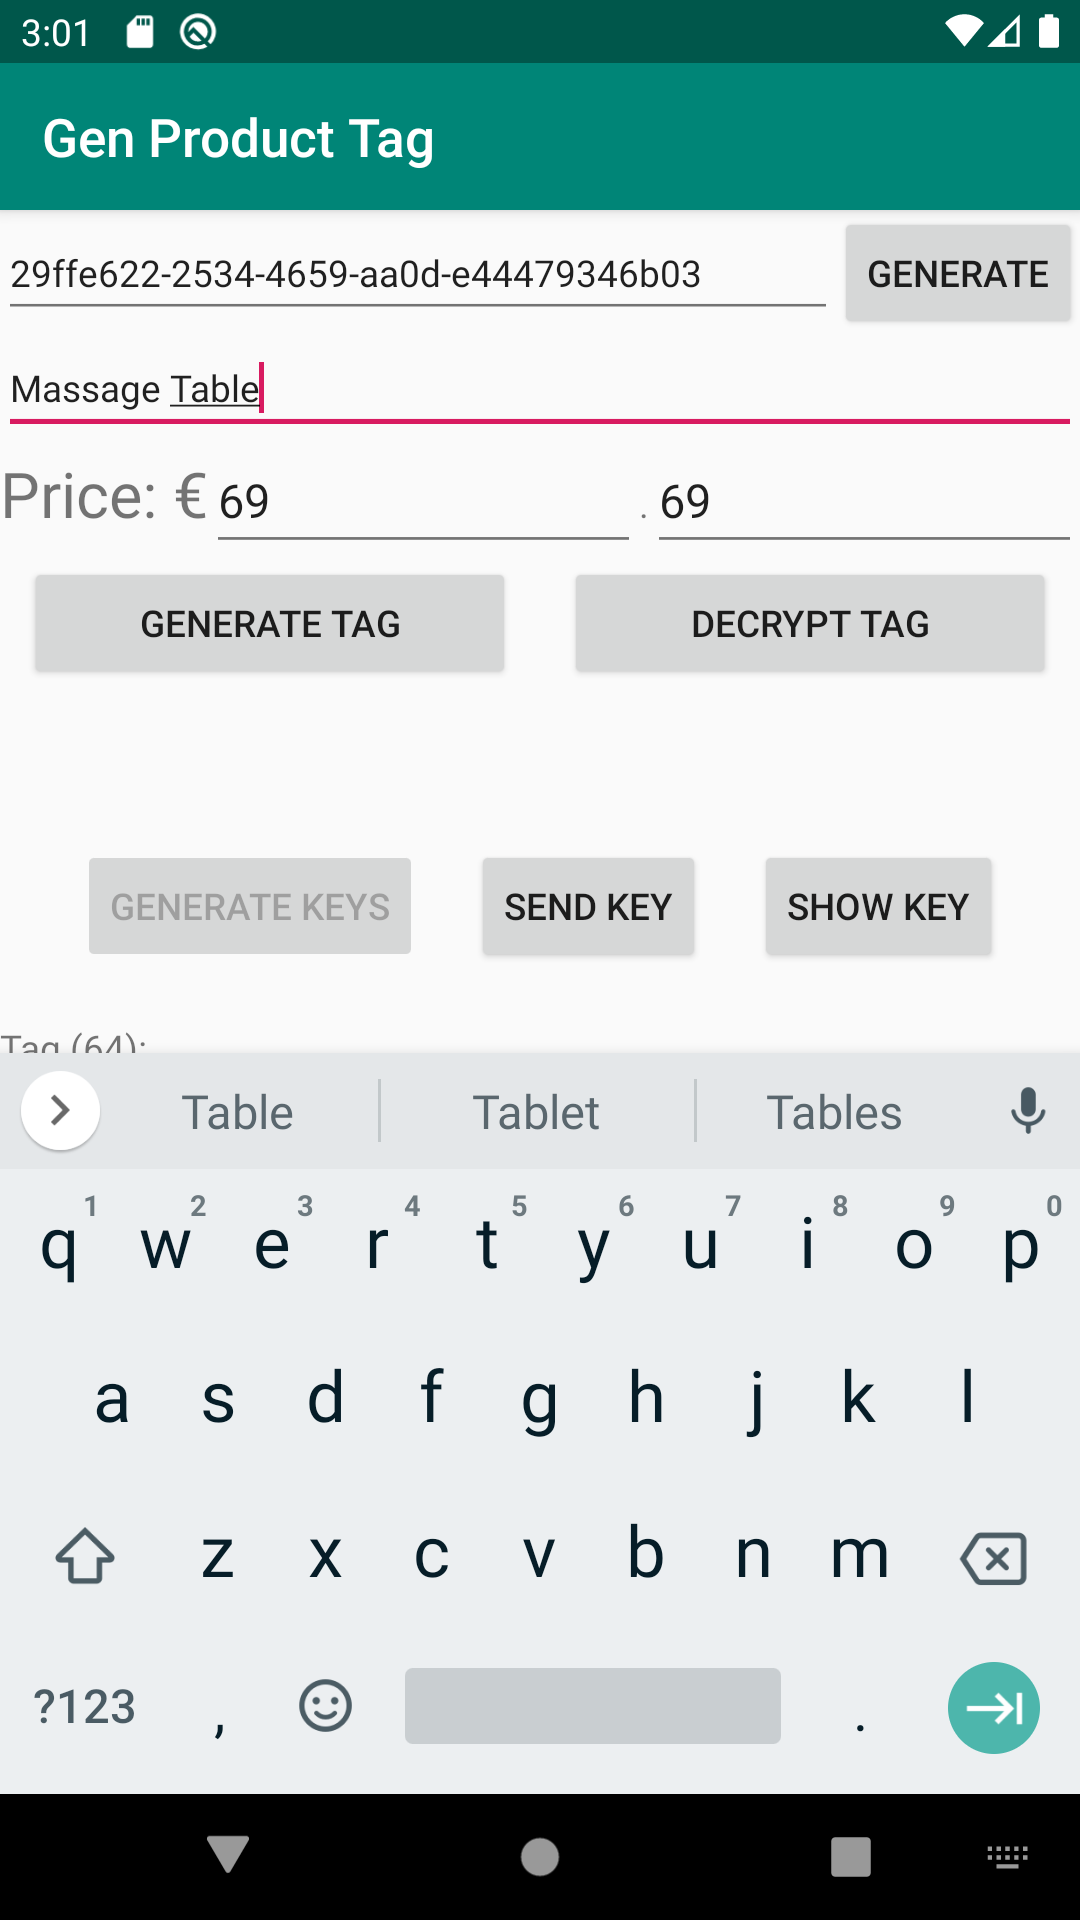 3:01
Gen Product Tag
29ffe622-2534-4659-aa0d-e44479346b03 GENERATE
Massage Table
Price: € 69 . 69
GENERATE TAG DECRYPT TAG
GENERATE KEYS SEND KEY SHOW KEY
Tag (64):
Table Tablet Tables
1 2 3 4 5 6 7 8 9 0
q w e r t y u i o p
a s d f g h j k l
z x c v b n m
?123 , .